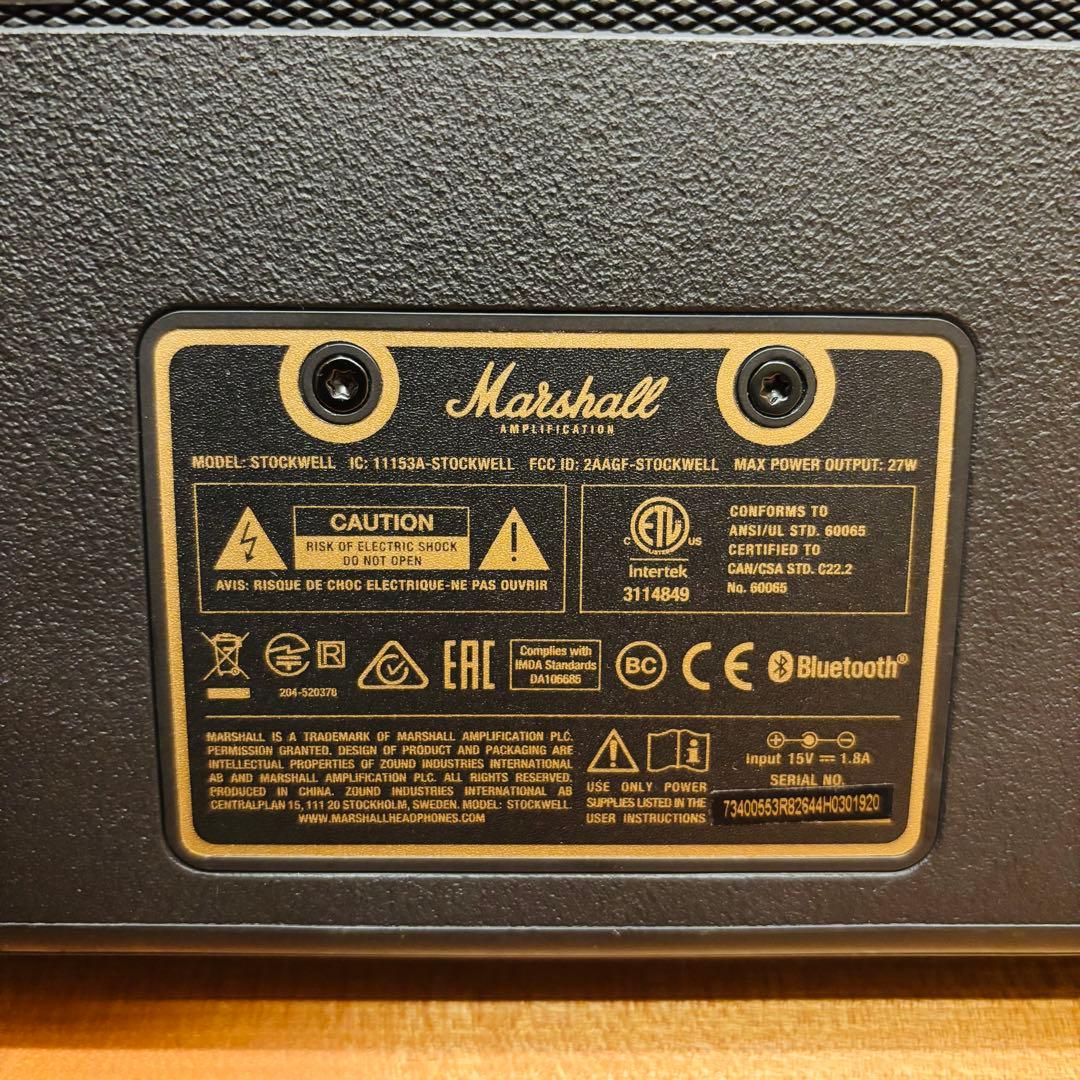 Marshall
AMPLIFICATION
MODEL: STOCKWELL IC: 11153A-STOCKWELL FCC ID: 2AAGF-STOCKWELL MAX POWER OUTPUT: 27W
CAUTION
RISK OF ELECTRIC SHOCK
DO NOT OPEN
AVIS: RISQUE DE CHOC ELECTRIQUE-NE PAS OUVRIR
C ETL US
LISTED
Intertek
3114849
CONFORMS TO
ANSI/UL STD. 60065
CERTIFIED TO
CAN/CSA STD. C22.2
No. 60065
R
204-520378
EAC
Complies with
IMDA Standards
DA106685
BC
CE
Bluetooth®
MARSHALL IS A TRADEMARK OF MARSHALL AMPLIFICATION PLC.
PERMISSION GRANTED. DESIGN OF PRODUCT AND PACKAGING ARE
INTELLECTUAL PROPERTIES OF ZOUND INDUSTRIES INTERNATIONAL
AB AND MARSHALL AMPLIFICATION PLC. ALL RIGHTS RESERVED.
PRODUCED IN CHINA. ZOUND INDUSTRIES INTERNATIONAL AB
CENTRALPLAN 15, 111 20 STOCKHOLM, SWEDEN. MODEL: STOCKWELL.
WWW.MARSHALLHEADPHONES.COM
USE ONLY POWER
SUPPLIES LISTED IN THE
USER INSTRUCTIONS
input 15V ⎓ 1.8A
SERIAL NO.
73400553R82644H0301920